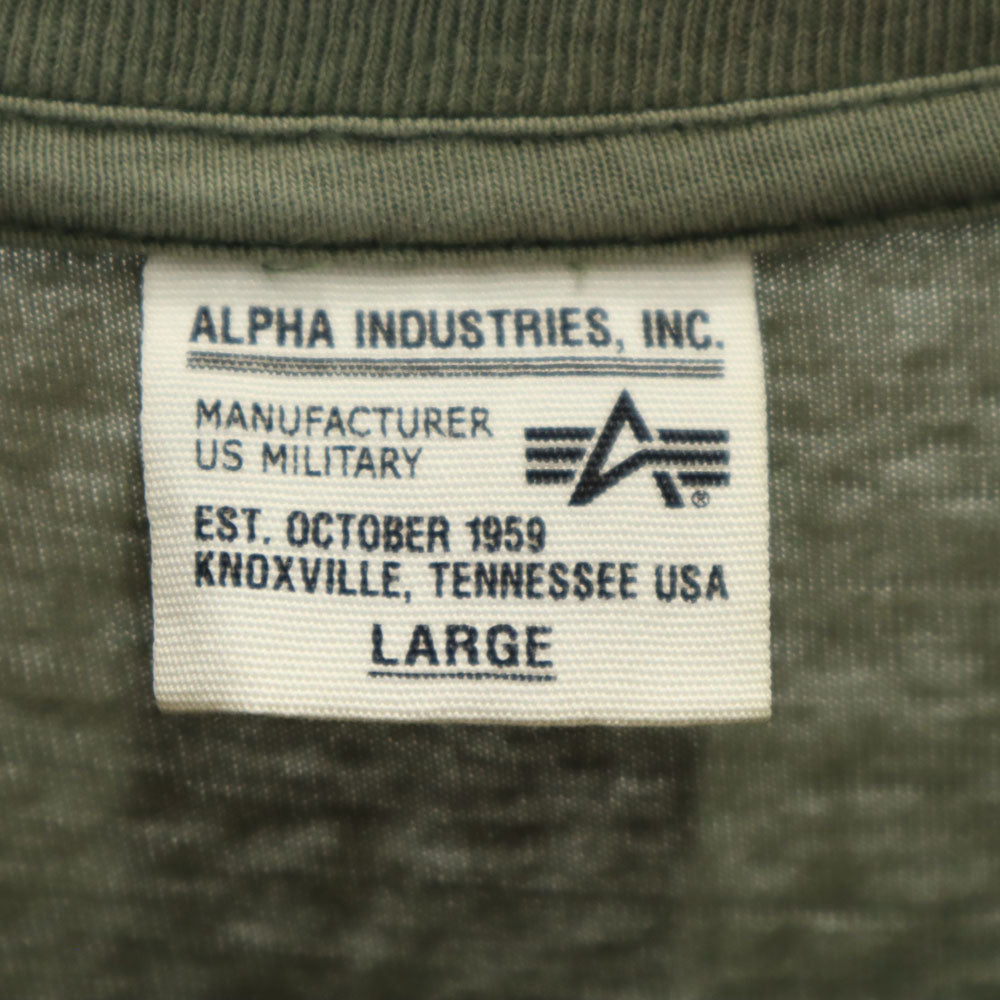 ALPHA INDUSTRIES, INC.
MANUFACTURER
US MILITARY
®
EST. OCTOBER 1959
KNOXVILLE, TENNESSEE USA
LARGE